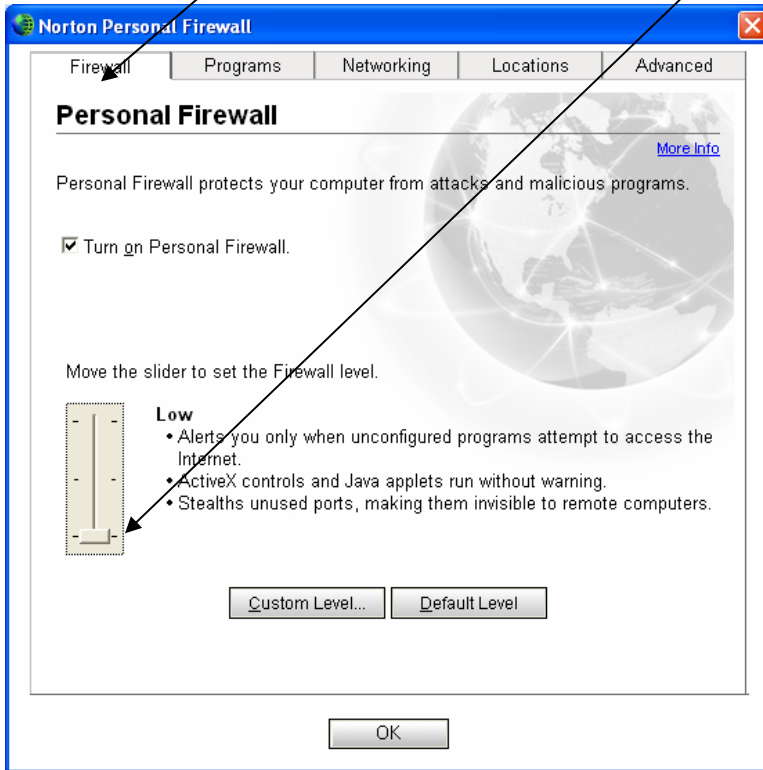 Norton Personal Firewall
Firewall Programs Networking Locations Advanced
Personal Firewall
More Info
Personal Firewall protects your computer from attacks and malicious programs.
Turn on Personal Firewall.
Move the slider to set the Firewall level.
Low
• Alerts you only when unconfigured programs attempt to access the
Internet.
• ActiveX controls and Java applets run without warning.
• Stealths unused ports, making them invisible to remote computers.
Custom Level... Default Level
OK